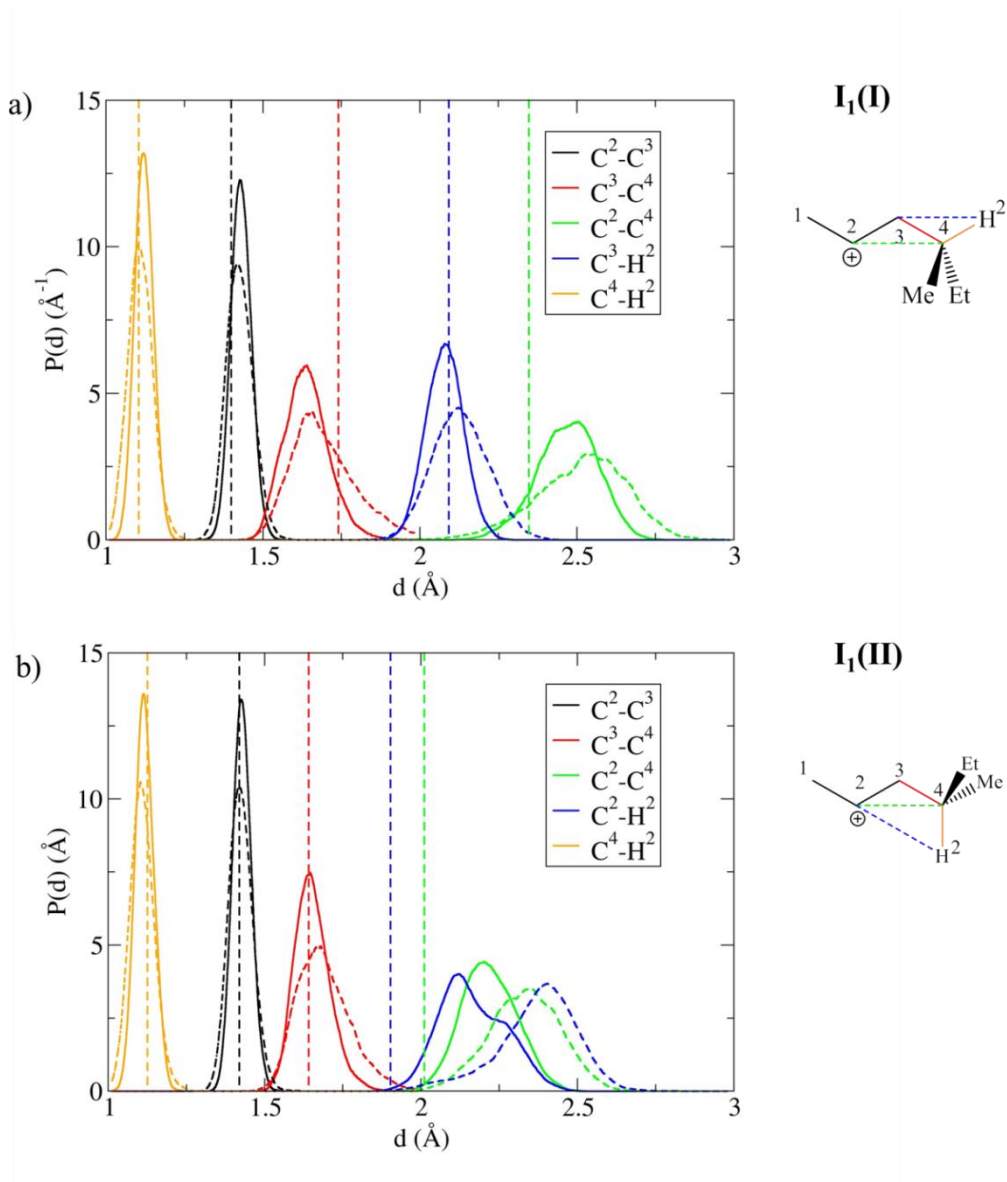 a)
I₁(I)
15
10
5
0
P(d) (Å⁻¹)
C²-C³
C³-C⁴
C²-C⁴
C³-H²
C⁴-H²
1
1.5
2
2.5
3
d (Å)
1
2
3
4
H²
⊕
Me
Et
b)
I₁(II)
15
10
5
0
P(d) (Å)
C²-C³
C³-C⁴
C²-C⁴
C²-H²
C⁴-H²
1
1.5
2
2.5
3
d (Å)
1
2
3
4
Et
Me
⊕
H²